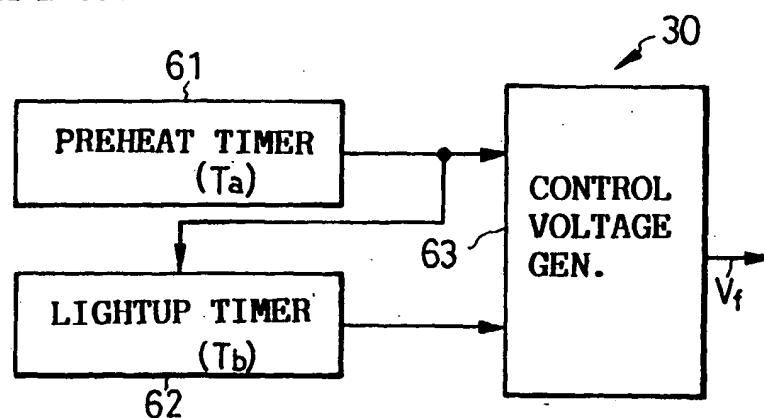 30
61
PREHEAT TIMER
(Ta)
CONTROL
VOLTAGE
GEN.
63
Vf
LIGHTUP TIMER
(Tb)
62